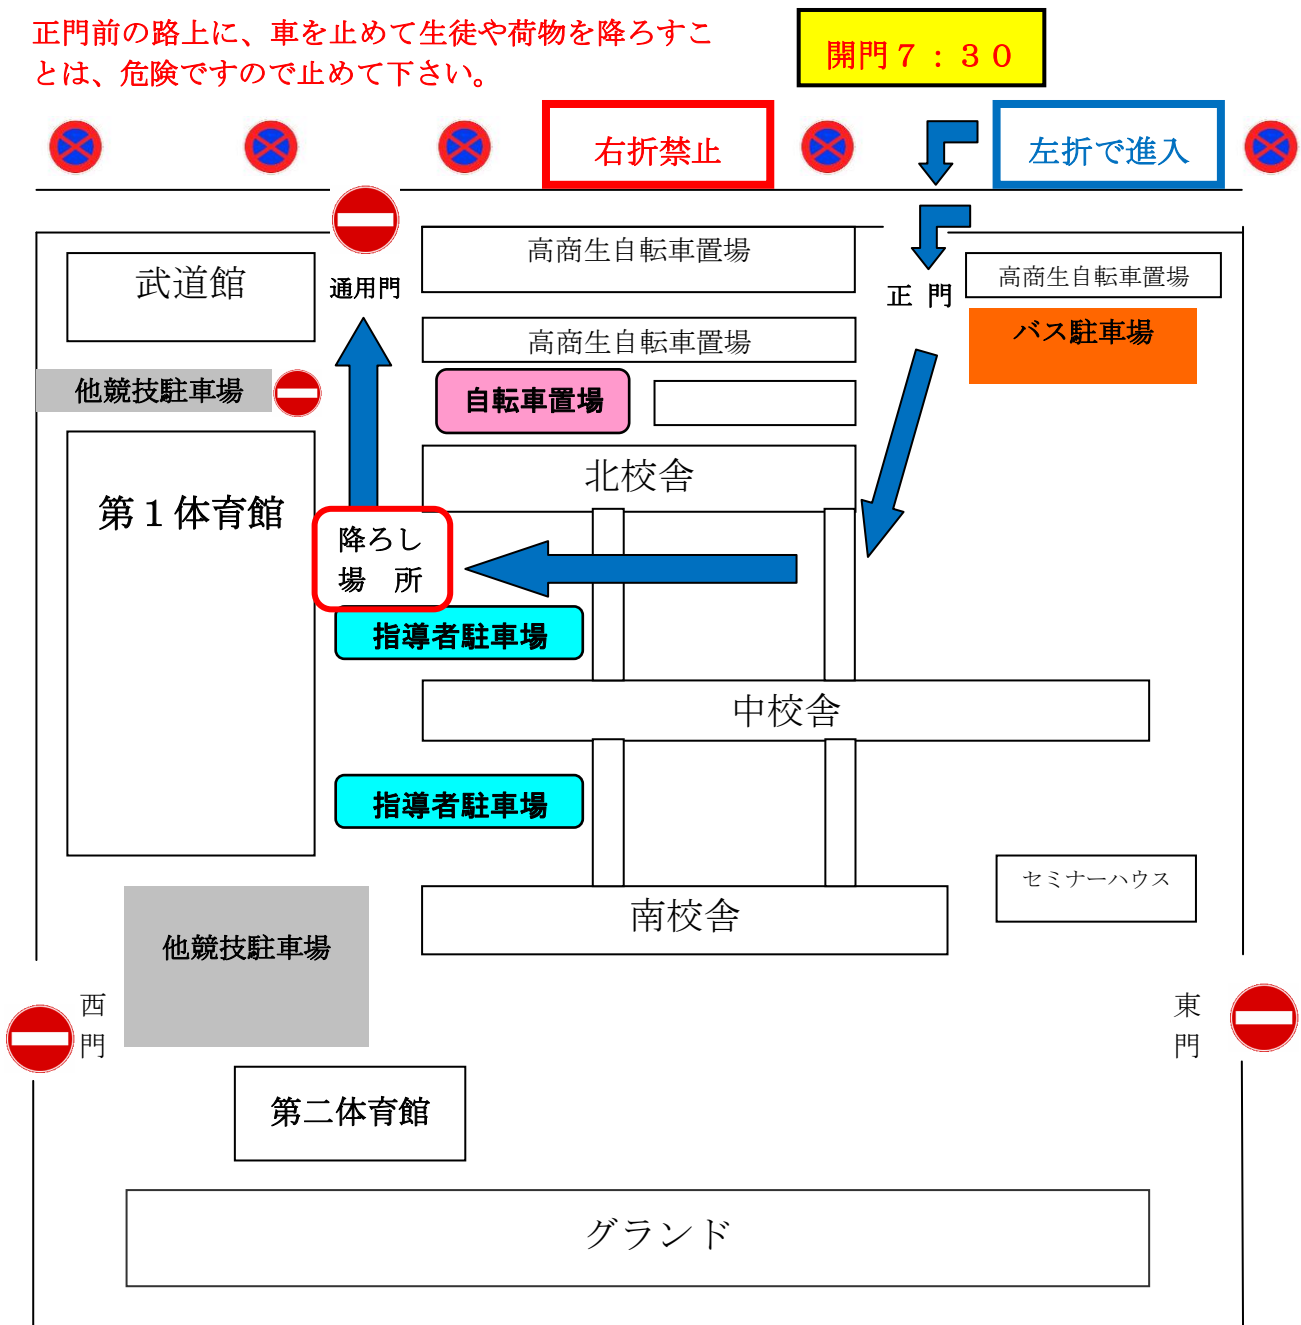 正門前の路上に、車を止めて生徒や荷物を降ろすこ
とは、危険ですので止めて下さい。
開門７：３０
右折禁止
左折で進入
武道館
通用門
高商生自転車置場
正 門
高商生自転車置場
バス駐車場
高商生自転車置場
他競技駐車場
自転車置場
北校舎
第１体育館
降ろし
場 所
指導者駐車場
中校舎
指導者駐車場
セミナーハウス
南校舎
他競技駐車場
西
門
東
門
第二体育館
グランド